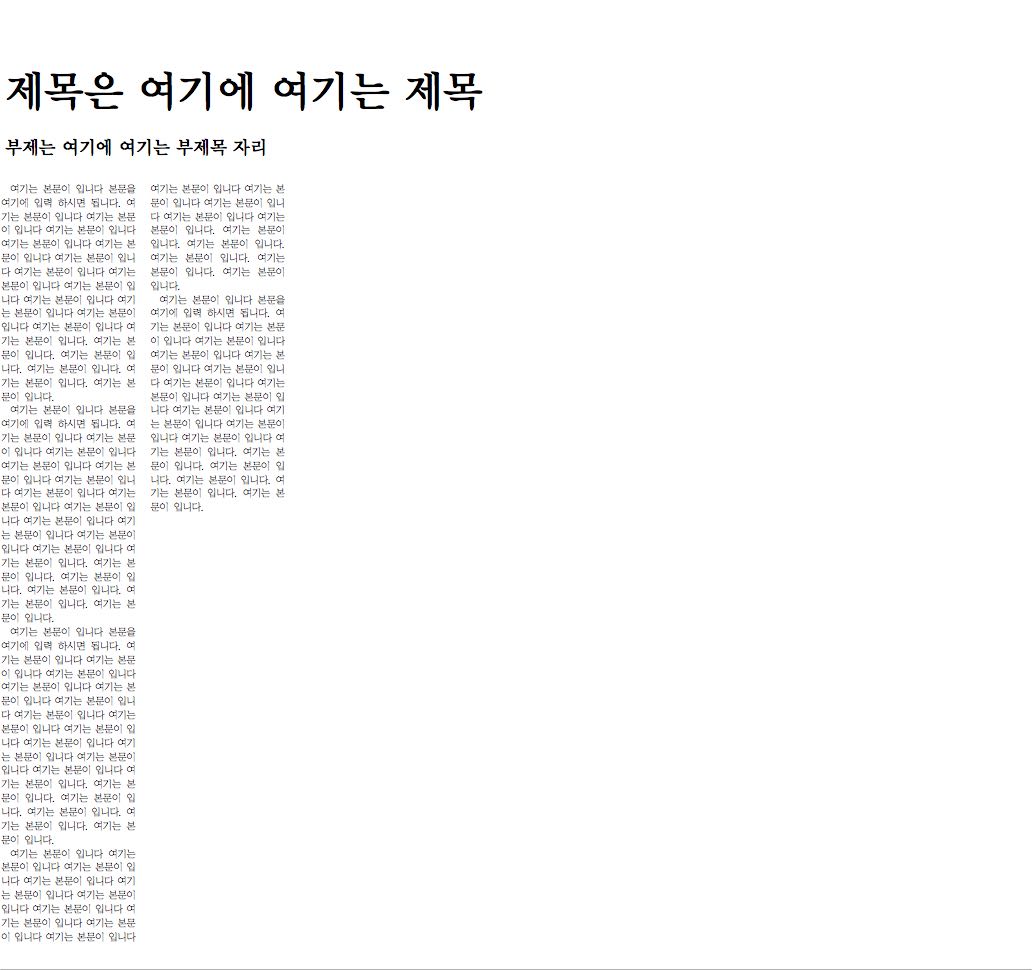 제목은 여기에 여기는 제목
부제는 여기에 여기는 부제목 자리
여기는 본문이 입니다 본문을
여기에 입력 하시면 됩니다. 여
기는 본문이 입니다 여기는 본문
이 입니다 여기는 본문이 입니다
여기는 본문이 입니다 여기는 본
문이 입니다 여기는 본문이 입니
다 여기는 본문이 입니다 여기는
본문이 입니다 여기는 본문이 입
니다 여기는 본문이 입니다 여기
는 본문이 입니다 여기는 본문이
입니다 여기는 본문이 입니다 여
기는 본문이 입니다. 여기는 본
문이 입니다. 여기는 본문이 입
니다. 여기는 본문이 입니다. 여
기는 본문이 입니다. 여기는 본
문이 입니다.
여기는 본문이 입니다 본문을
여기에 입력 하시면 됩니다. 여
기는 본문이 입니다 여기는 본문
이 입니다 여기는 본문이 입니다
여기는 본문이 입니다 여기는 본
문이 입니다 여기는 본문이 입니
다 여기는 본문이 입니다 여기는
본문이 입니다 여기는 본문이 입
니다 여기는 본문이 입니다 여기
는 본문이 입니다 여기는 본문이
입니다 여기는 본문이 입니다 여
기는 본문이 입니다. 여기는 본
문이 입니다. 여기는 본문이 입
니다. 여기는 본문이 입니다. 여
기는 본문이 입니다. 여기는 본
문이 입니다.
여기는 본문이 입니다 본문을
여기에 입력 하시면 됩니다. 여
기는 본문이 입니다 여기는 본문
이 입니다 여기는 본문이 입니다
여기는 본문이 입니다 여기는 본
문이 입니다 여기는 본문이 입니
다 여기는 본문이 입니다 여기는
본문이 입니다 여기는 본문이 입
니다 여기는 본문이 입니다 여기
는 본문이 입니다 여기는 본문이
입니다 여기는 본문이 입니다 여
기는 본문이 입니다. 여기는 본
문이 입니다. 여기는 본문이 입
니다. 여기는 본문이 입니다. 여
기는 본문이 입니다. 여기는 본
문이 입니다.
여기는 본문이 입니다 여기는
본문이 입니다 여기는 본문이 입
니다 여기는 본문이 입니다 여기
는 본문이 입니다 여기는 본문이
입니다 여기는 본문이 입니다 여
기는 본문이 입니다 여기는 본문
이 입니다 여기는 본문이 입니다
여기는 본문이 입니다 여기는 본
문이 입니다 여기는 본문이 입니
다 여기는 본문이 입니다 여기는
본문이 입니다. 여기는 본문이
입니다. 여기는 본문이 입니다.
여기는 본문이 입니다. 여기는
본문이 입니다. 여기는 본문이
입니다.
여기는 본문이 입니다 본문을
여기에 입력 하시면 됩니다. 여
기는 본문이 입니다 여기는 본문
이 입니다 여기는 본문이 입니다
여기는 본문이 입니다 여기는 본
문이 입니다 여기는 본문이 입니
다 여기는 본문이 입니다 여기는
본문이 입니다 여기는 본문이 입
니다 여기는 본문이 입니다 여기
는 본문이 입니다 여기는 본문이
입니다 여기는 본문이 입니다 여
기는 본문이 입니다. 여기는 본
문이 입니다. 여기는 본문이 입
니다. 여기는 본문이 입니다. 여
기는 본문이 입니다. 여기는 본
문이 입니다.